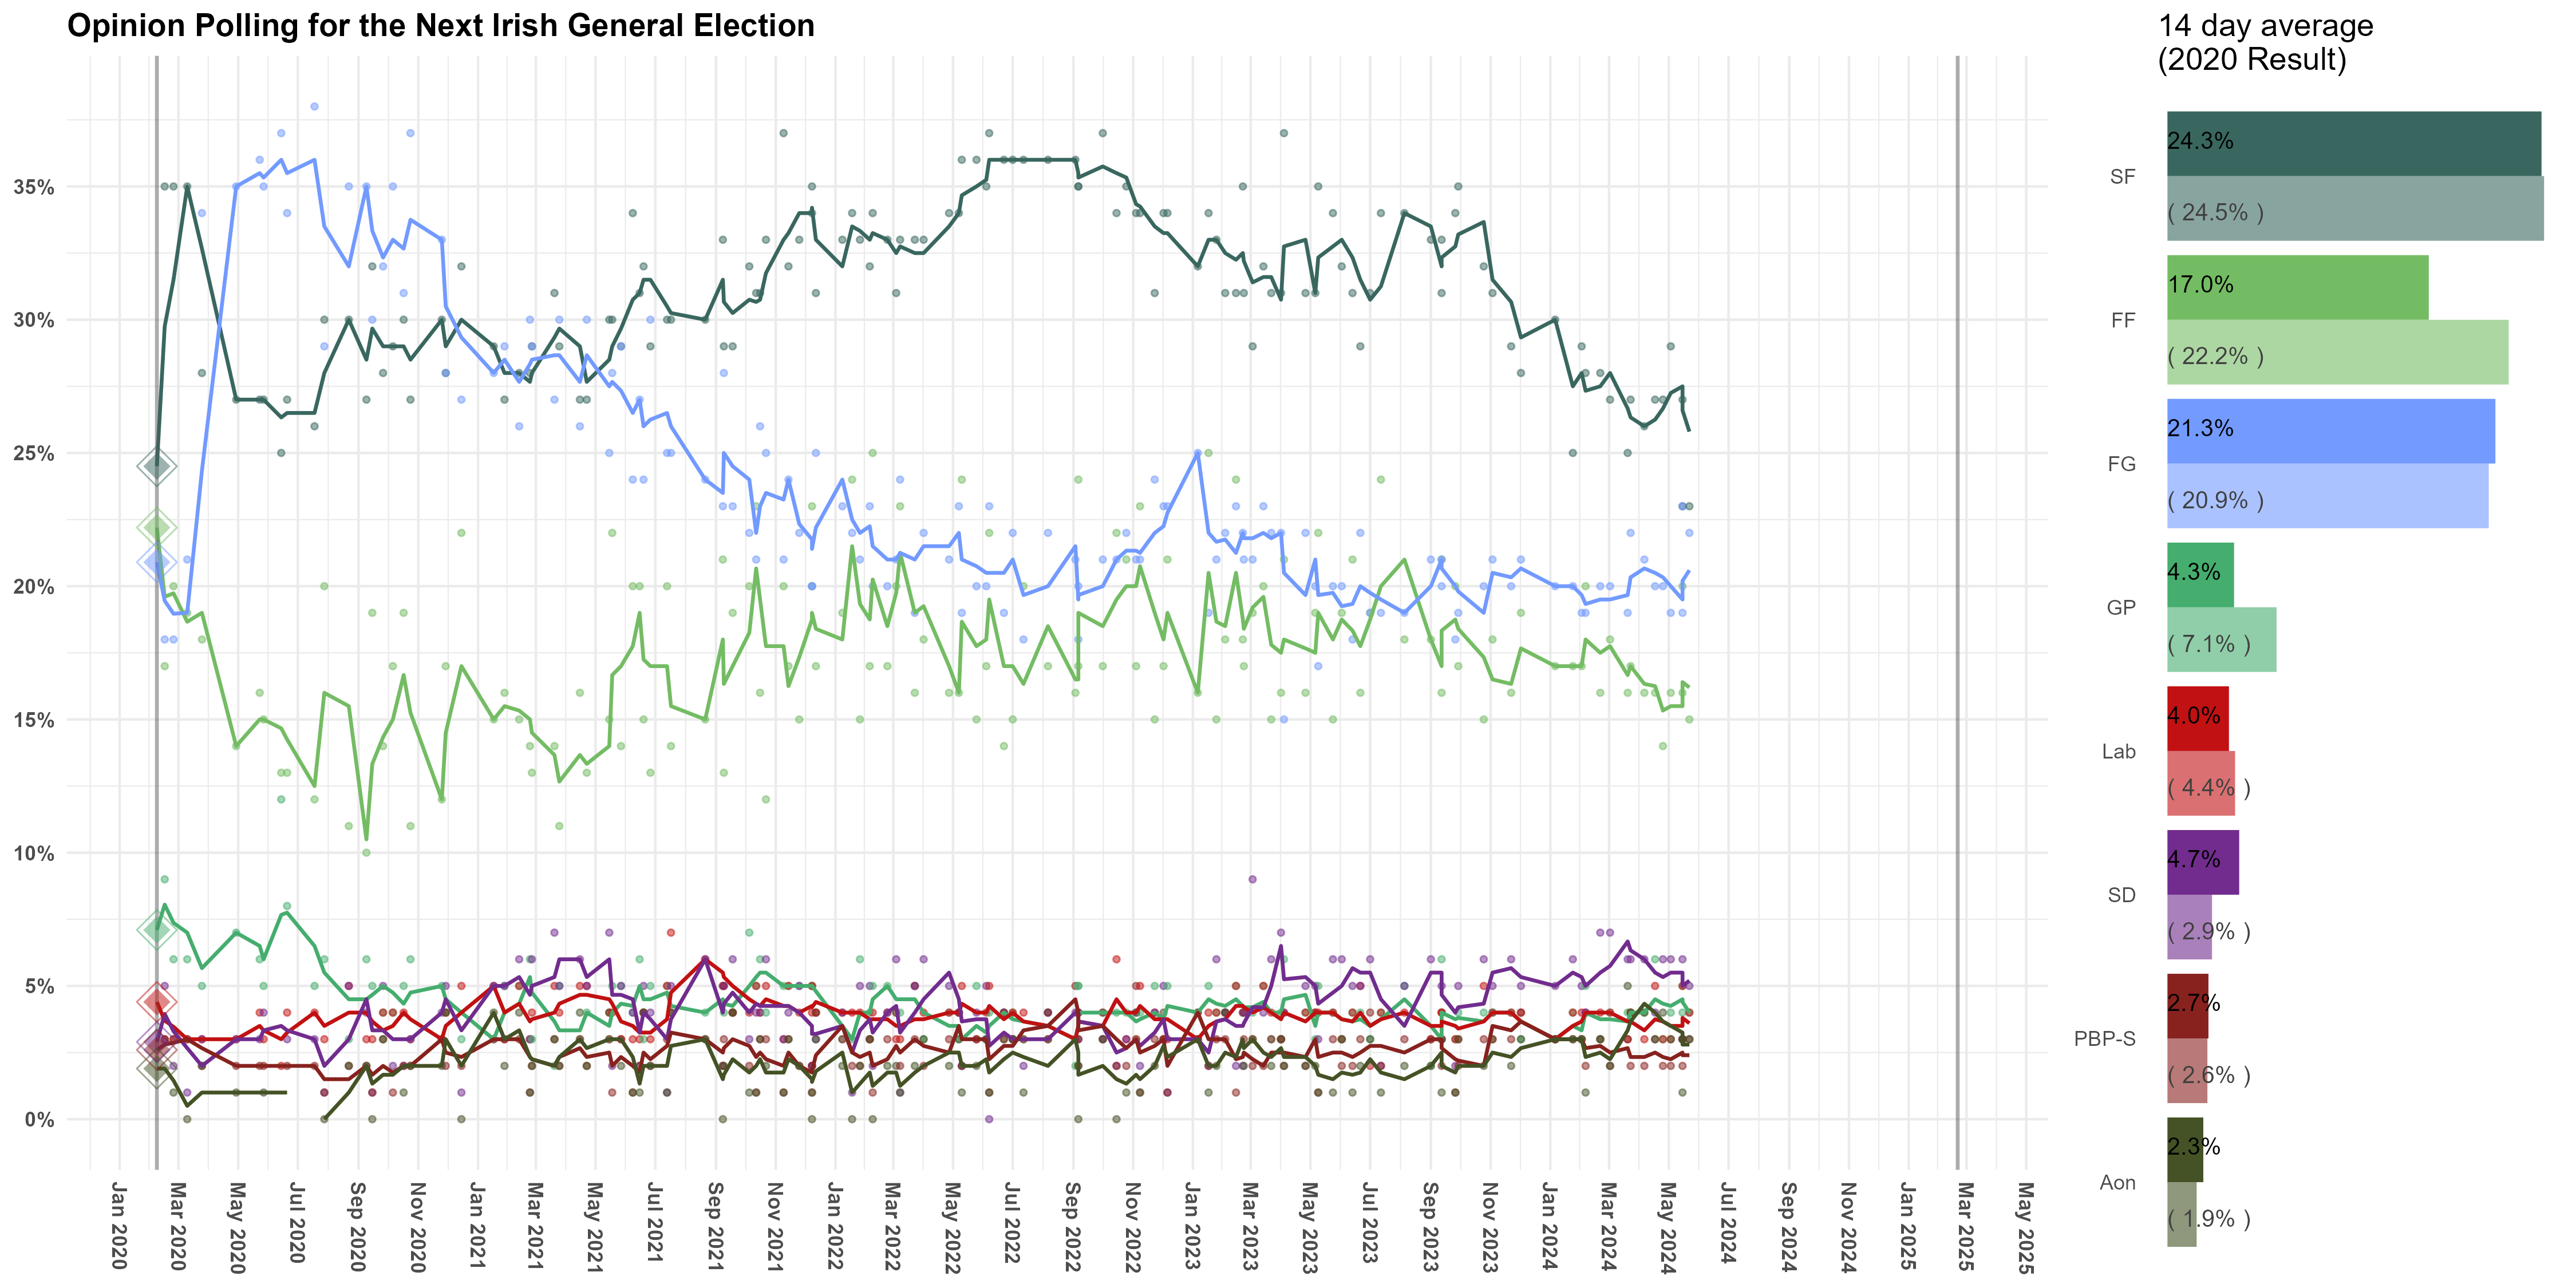 Opinion Polling for the Next Irish General Election
14 day average
(2020 Result)
35%
30%
25%
20%
15%
10%
5%
0%
Jan 2020
Mar 2020
May 2020
Jul 2020
Sep 2020
Nov 2020
Jan 2021
Mar 2021
May 2021
Jul 2021
Sep 2021
Nov 2021
Jan 2022
Mar 2022
May 2022
Jul 2022
Sep 2022
Nov 2022
Jan 2023
Mar 2023
May 2023
Jul 2023
Sep 2023
Nov 2023
Jan 2024
Mar 2024
May 2024
Jul 2024
Sep 2024
Nov 2024
Jan 2025
Mar 2025
May 2025
SF
24.3%
( 24.5% )
FF
17.0%
( 22.2% )
FG
21.3%
( 20.9% )
GP
4.3%
( 7.1% )
Lab
4.0%
( 4.4% )
SD
4.7%
( 2.9% )
PBP-S
2.7%
( 2.6% )
Aon
2.3%
( 1.9% )